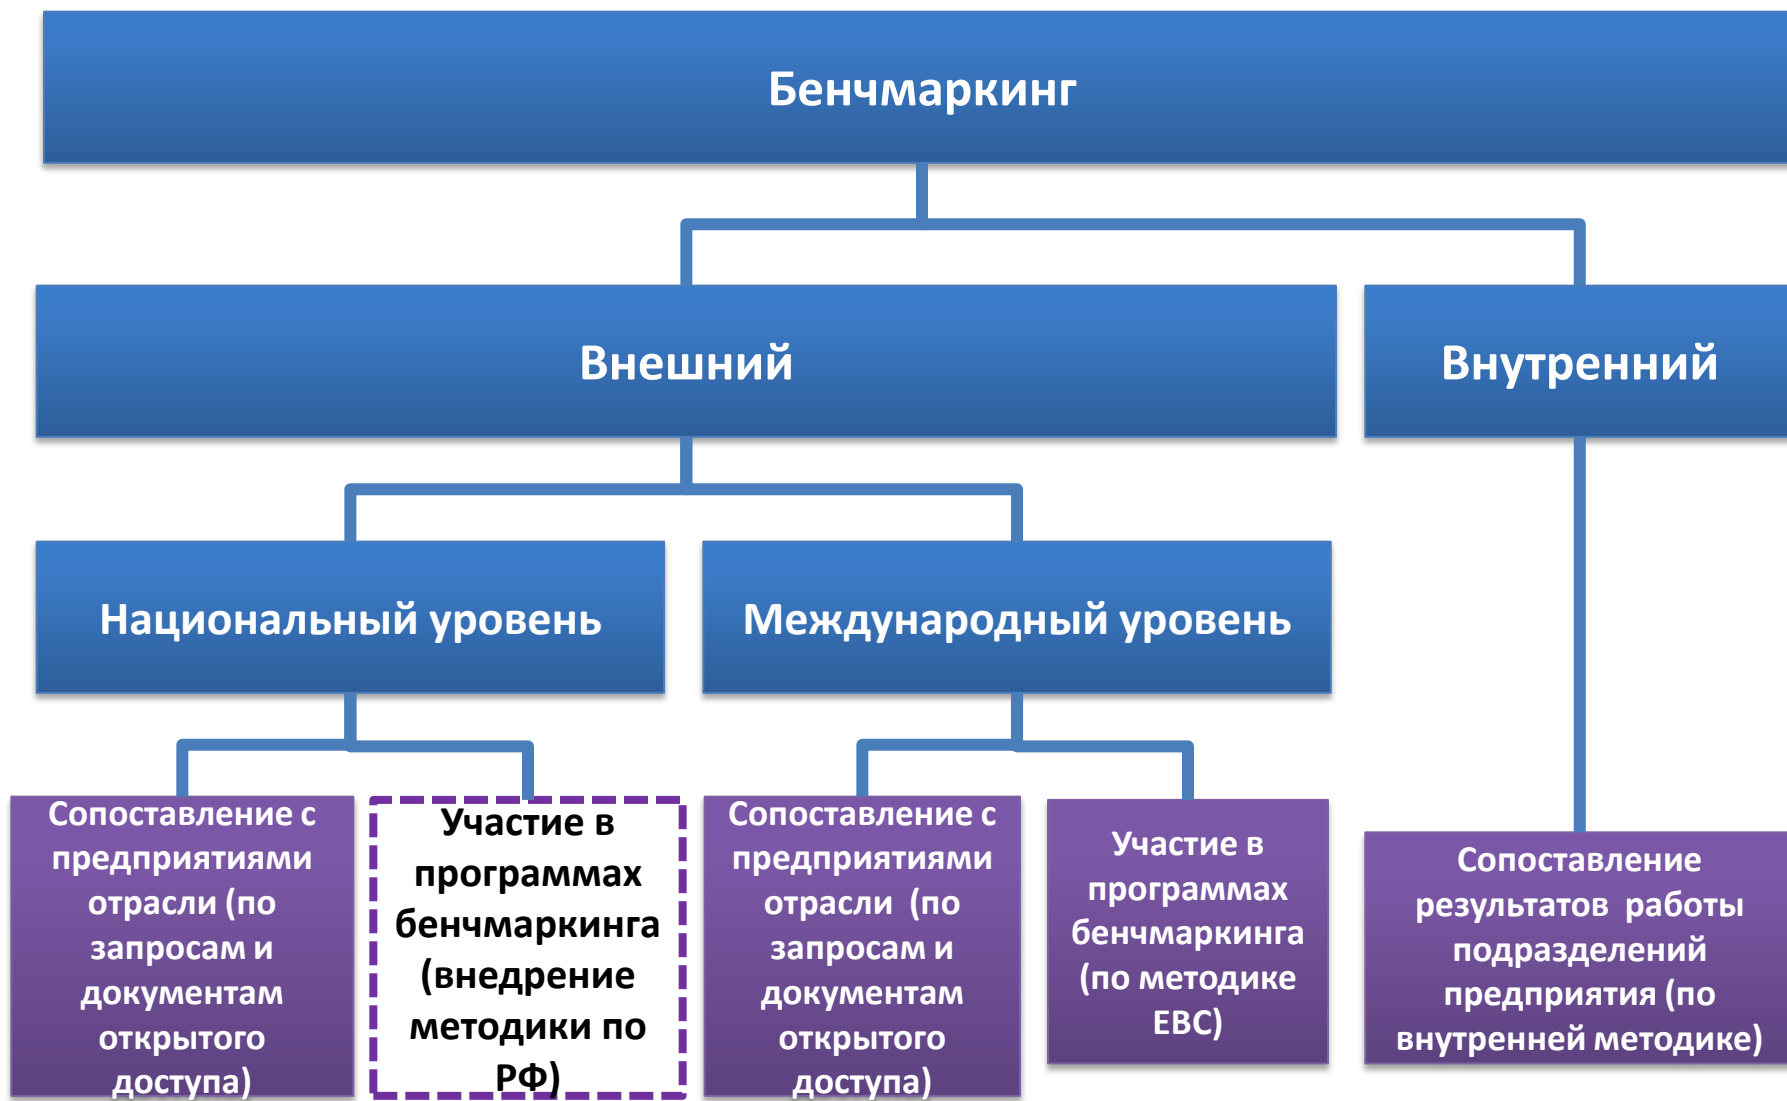 Бенчмаркинг
Внешний
Внутренний
Национальный уровень
Международный уровень
Сопоставление с
предприятиями
отрасли (по
запросам и
документам
открытого
доступа)
Участие в
программах
бенчмаркинга
(внедрение
методики по
РФ)
Сопоставление с
предприятиями
отрасли (по
запросам и
документам
открытого
доступа)
Участие в
программах
бенчмаркинга
(по методике
ЕВС)
Сопоставление
результатов работы
подразделений
предприятия (по
внутренней методике)